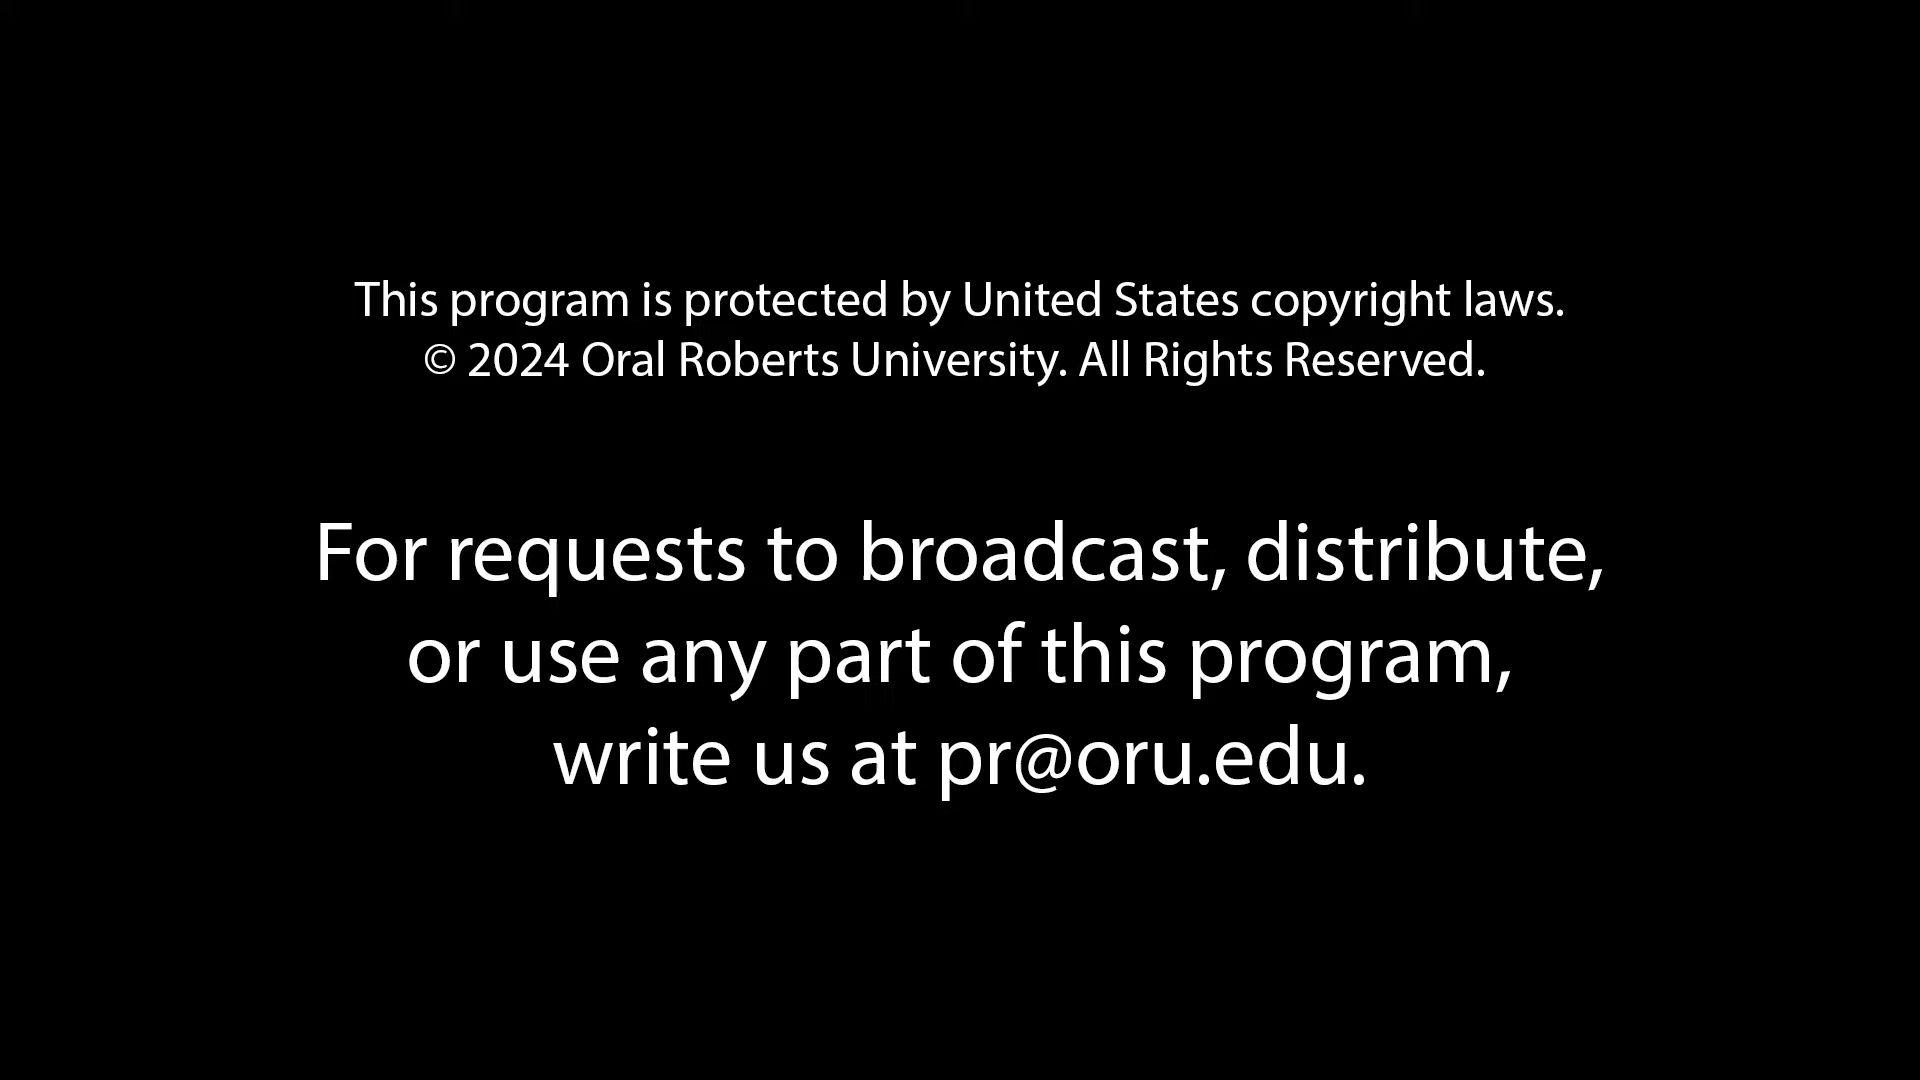 This program is protected by United States copyright laws.
© 2024 Oral Roberts University. All Rights Reserved.
For requests to broadcast, distribute,
or use any part of this program,
write us at pr@oru.edu.